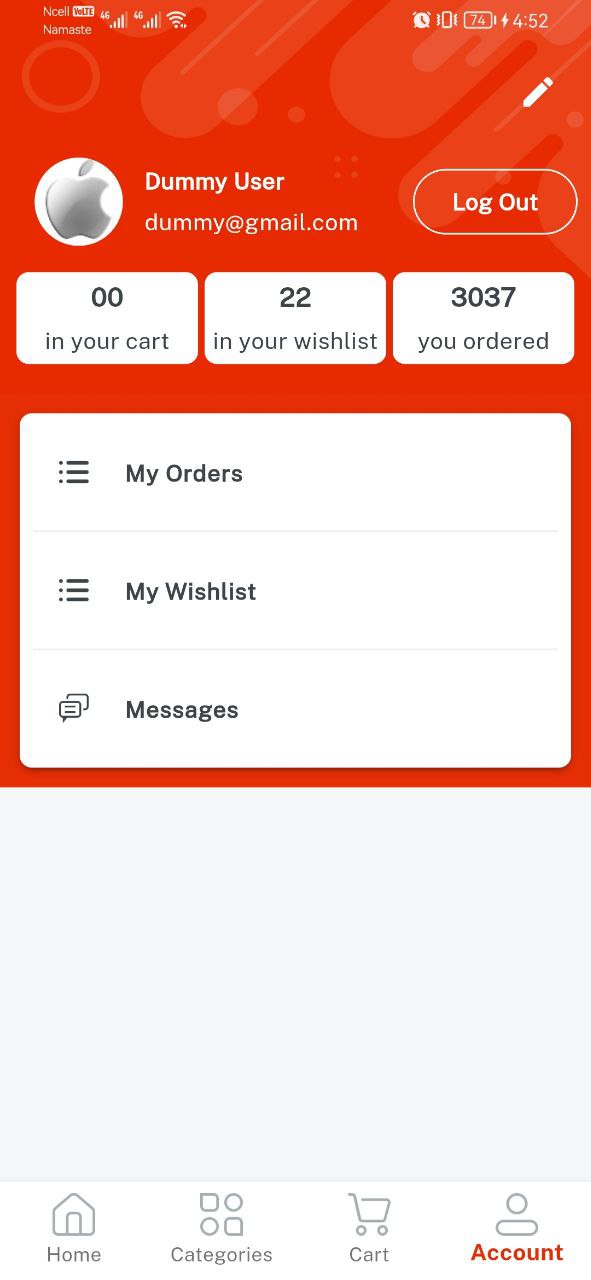 Ncell VoLTE 4G 4G 74 4:52
Namaste
Dummy User
dummy@gmail.com
Log Out
00
in your cart
22
in your wishlist
3037
you ordered
My Orders
My Wishlist
Messages
Home
Categories
Cart
Account